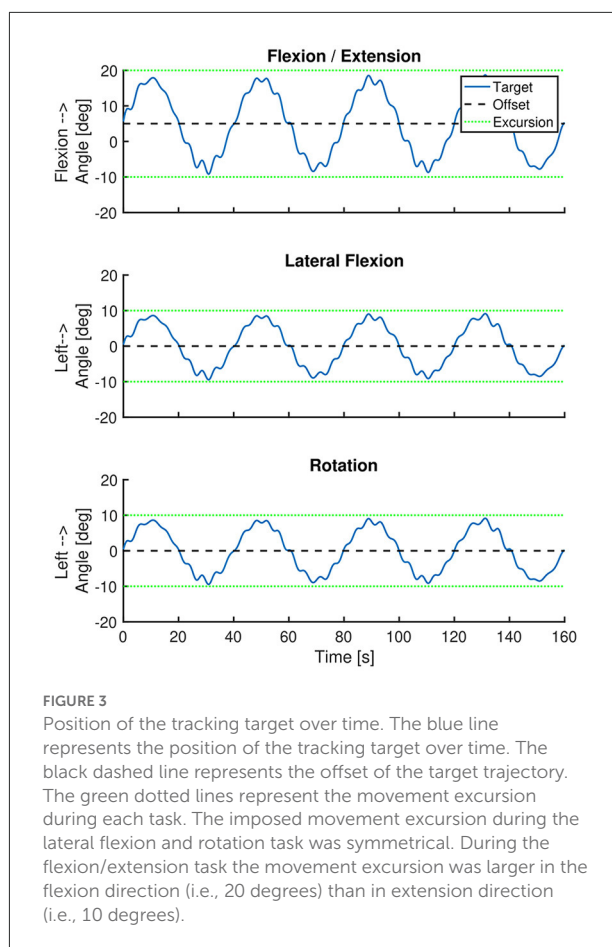 Flexion / Extension
20
10
0
-10
-20
Flexion -->
Angle [deg]
Target
Offset
Excursion
Lateral Flexion
20
10
0
-10
-20
Left-->
Angle [deg]
Rotation
20
10
0
-10
-20
Left -->
Angle [deg]
0 20 40 60 80 100 120 140 160
Time [s]
FIGURE 3
Position of the tracking target over time. The blue line
represents the position of the tracking target over time. The
black dashed line represents the offset of the target trajectory.
The green dotted lines represent the movement excursion
during each task. The imposed movement excursion during the
lateral flexion and rotation task was symmetrical. During the
flexion/extension task the movement excursion was larger in the
flexion direction (i.e., 20 degrees) than in extension direction
(i.e., 10 degrees).